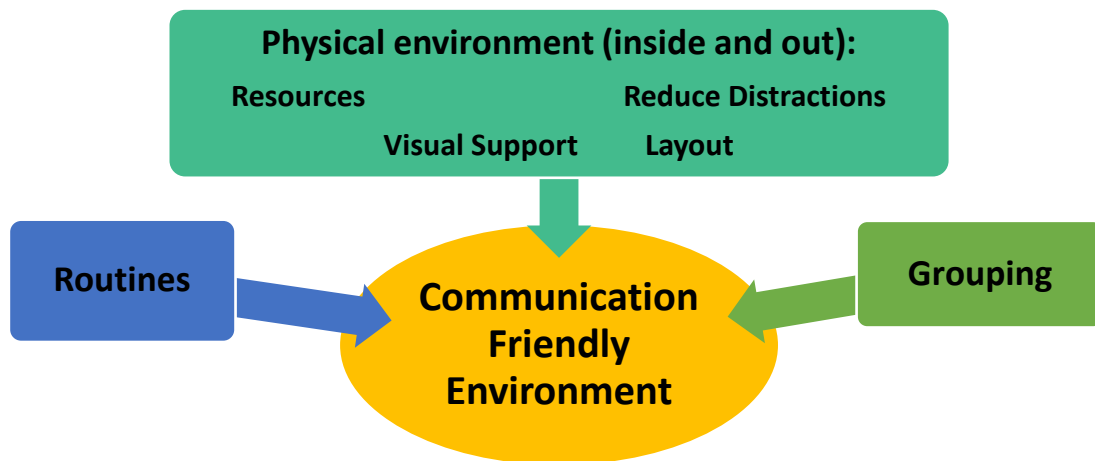 Physical environment (inside and out):
Resources Reduce Distractions
Visual Support Layout
Routines
Grouping
Communication
Friendly
Environment